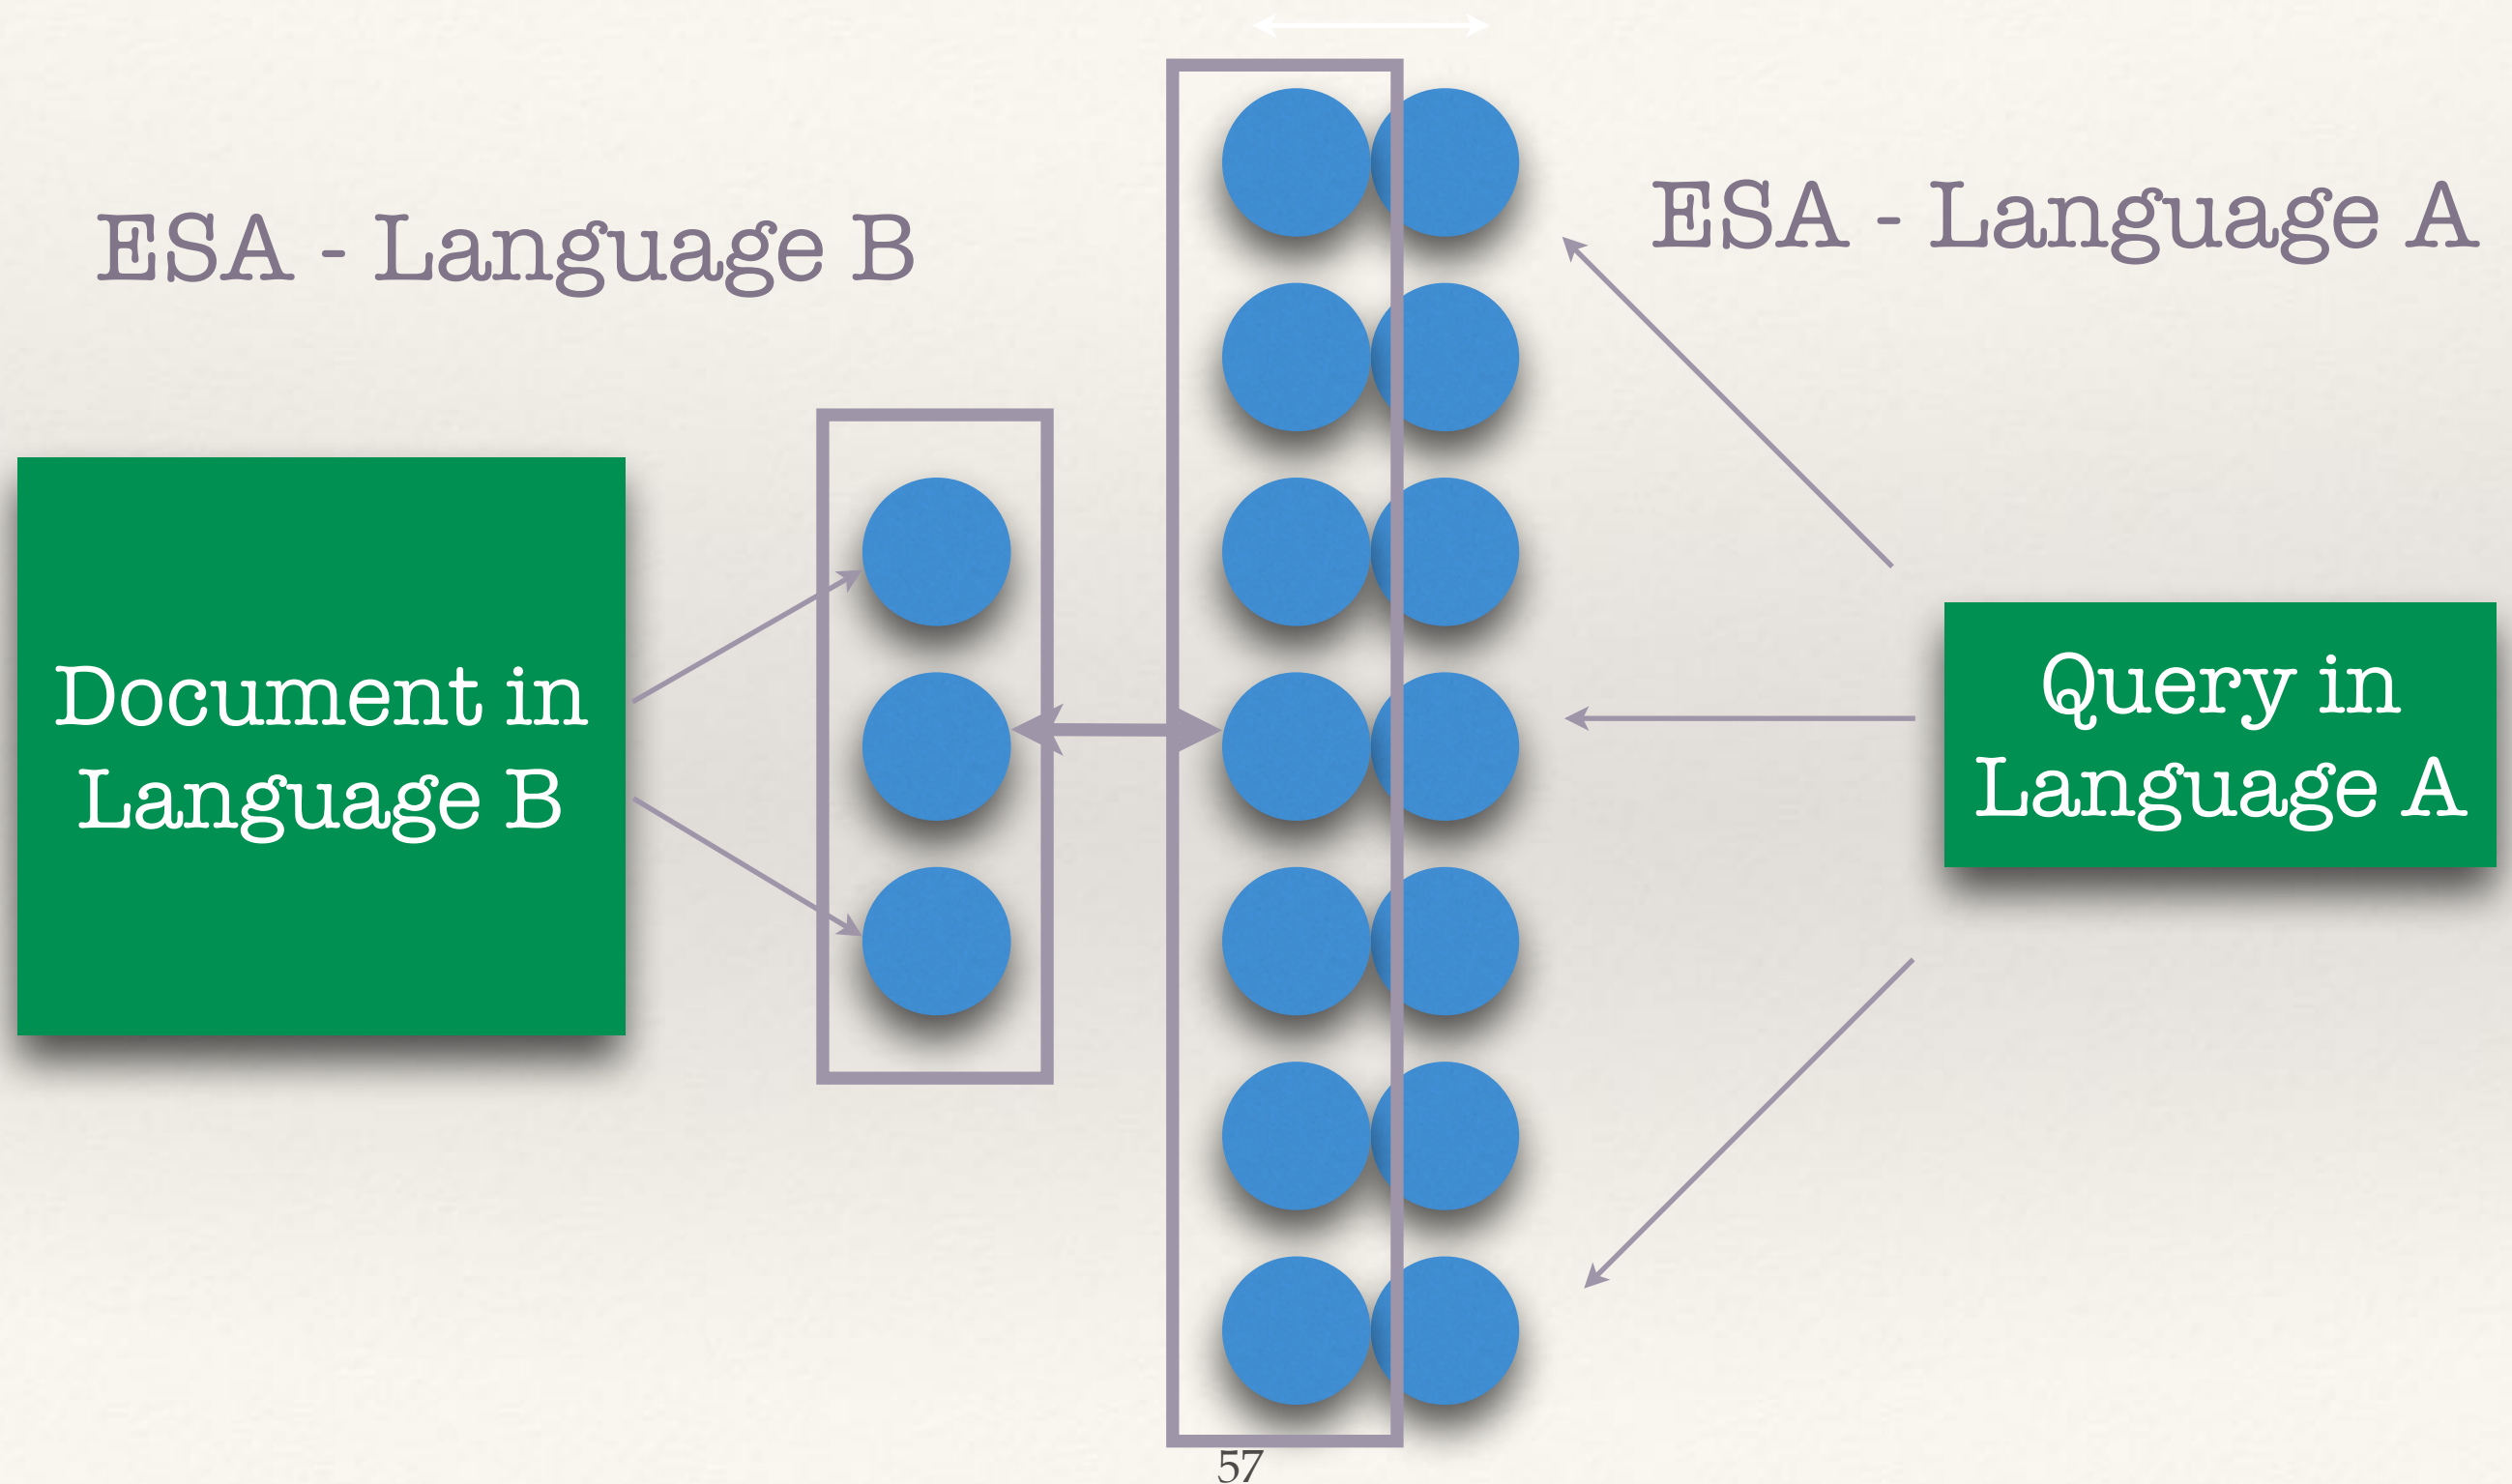 ESA - Language B
ESA - Language A
Document in
Language B
Query in
Language A
57